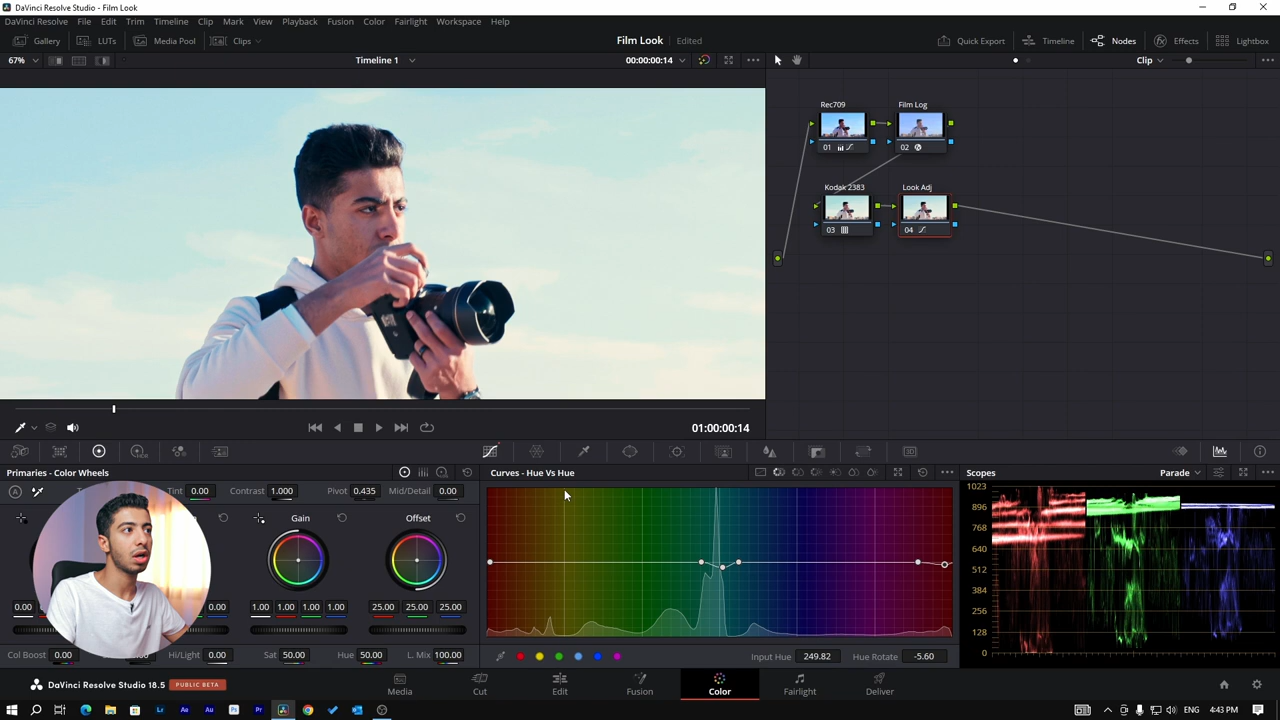 DaVinci Resolve Studio - Film Look
DaVinci Resolve File Edit Trim Timeline Clip Mark View Playback Fusion Color Fairlight Workspace Help
Gallery LUTs Media Pool Clips Film Look Edited Quick Export Timeline Nodes Effects Lightbox
67% Timeline 1 00:00:00:14 Clip
Rec709 Film Log
01 02
Kodak 2383 Look Adj
03 04
01:00:00:14
Primaries - Color Wheels Curves - Hue Vs Hue Scopes Parade
Tint 0.00 Contrast 1.000 Pivot 0.435 Mid/Detail 0.00
Gain Offset
0.00 0.00 1.00 1.00 1.00 1.00 25.00 25.00 25.00
Col Boost 0.00 Hi/Light 0.00 Sat 50.00 Hue 50.00 L. Mix 100.00
Input Hue 249.82 Hue Rotate -5.60
1023
896
768
640
512
384
256
128
0
DaVinci Resolve Studio 18.5 PUBLIC BETA
Media Cut Edit Fusion Color Fairlight Deliver
Lr Ae Au Ps Pr ENG 4:43 PM